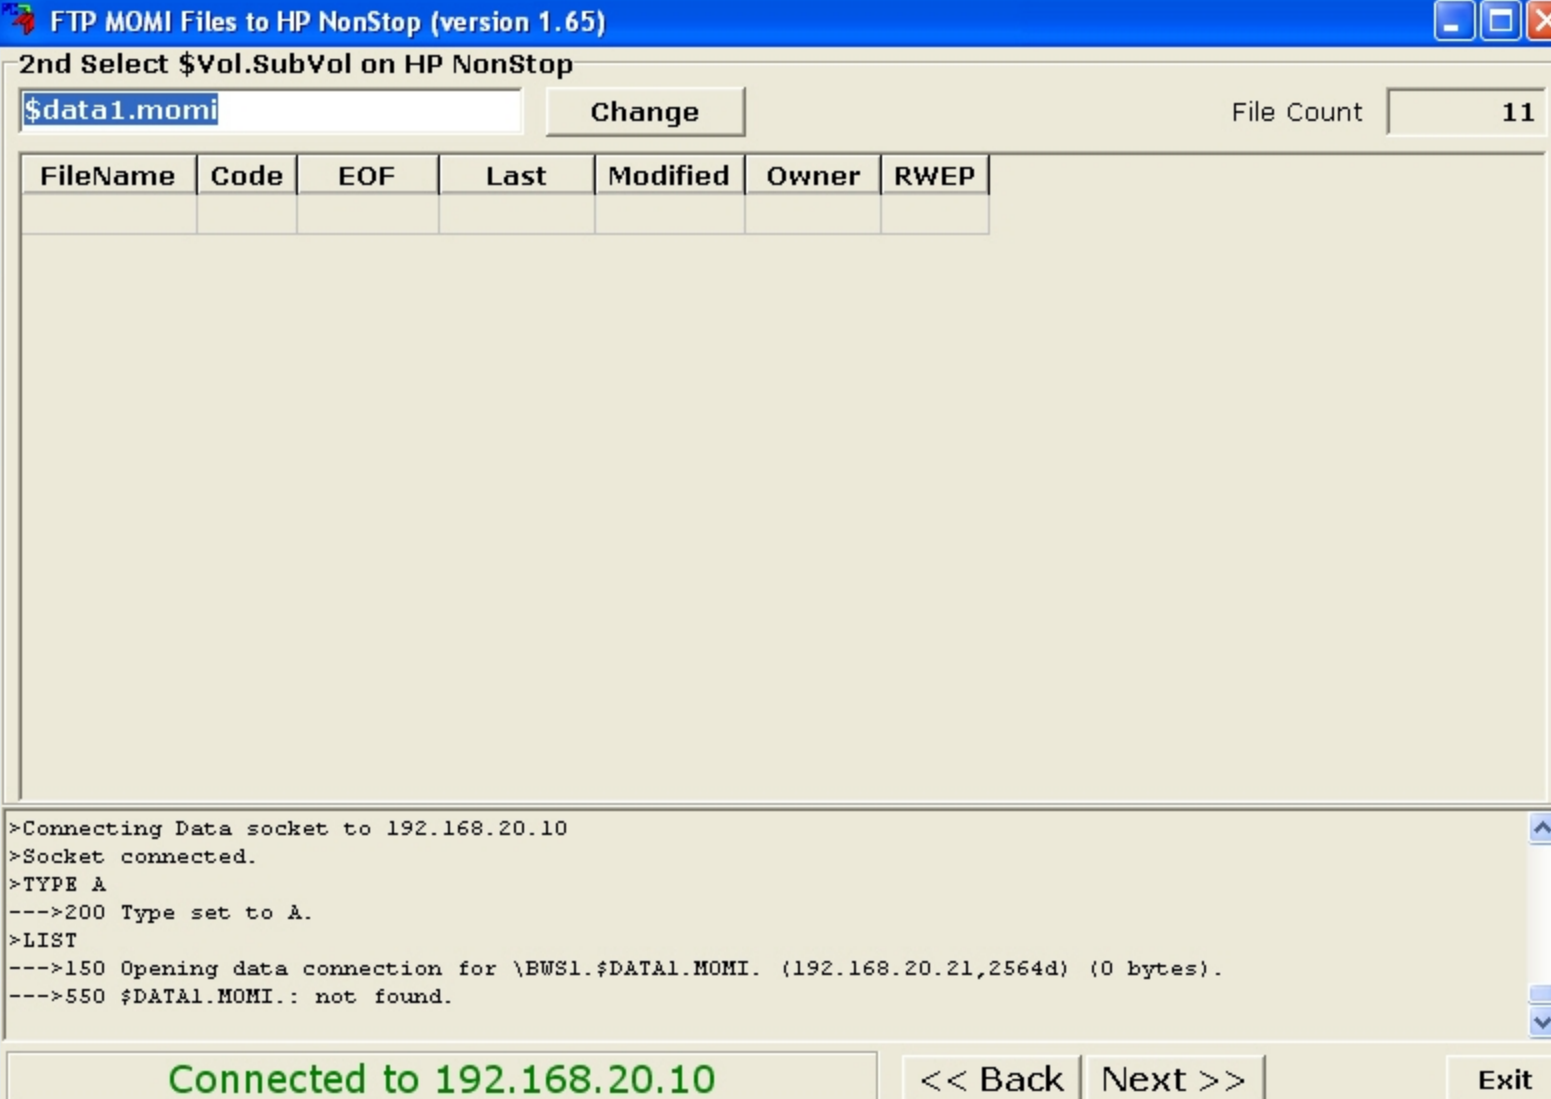 FTP MOMI Files to HP NonStop (version 1.65)
2nd Select $Vol.SubVol on HP NonStop
$data1.momi Change File Count 11
FileName Code EOF Last Modified Owner RWEP
>Connecting Data socket to 192.168.20.10
>Socket connected.
>TYPE A
--->200 Type set to A.
>LIST
--->150 Opening data connection for \BWS1.$DATA1.MOMI. (192.168.20.21,2564d) (0 bytes).
--->550 $DATA1.MOMI.: not found.
Connected to 192.168.20.10 << Back Next >> Exit